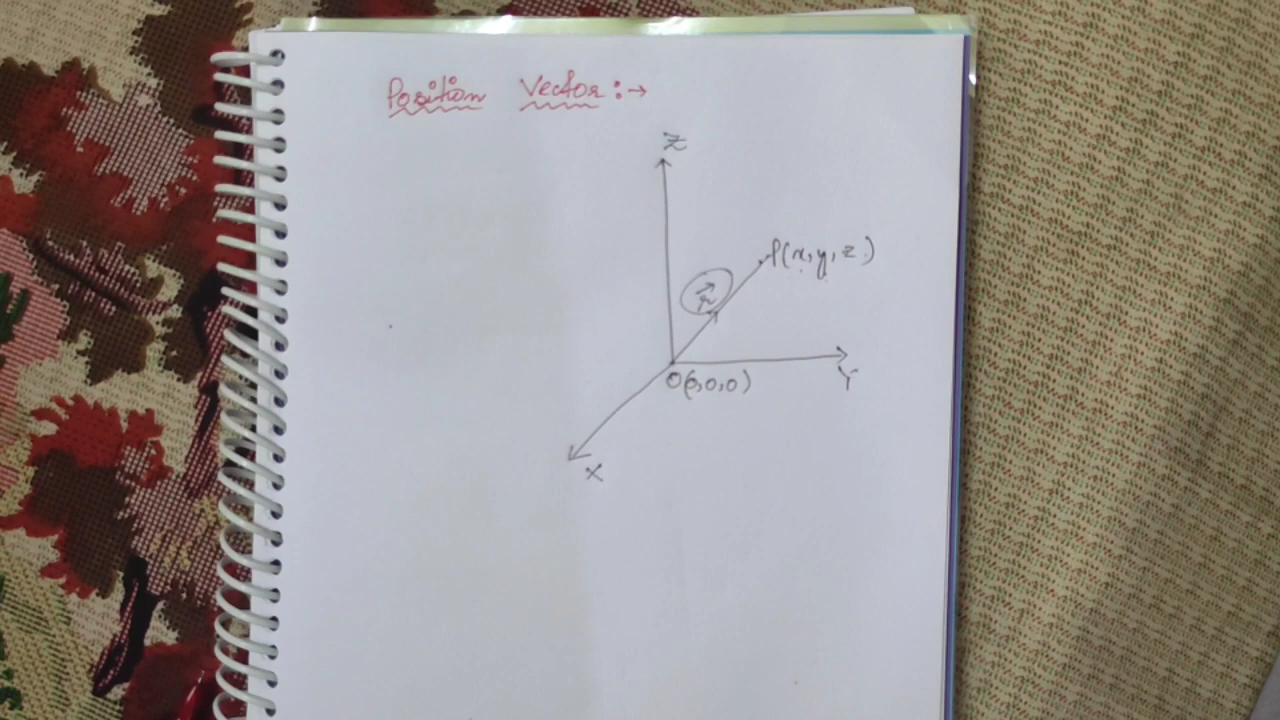 Position Vector :→
Z
P(x, y, z)
r⃗
O(0,0,0)
Y
X